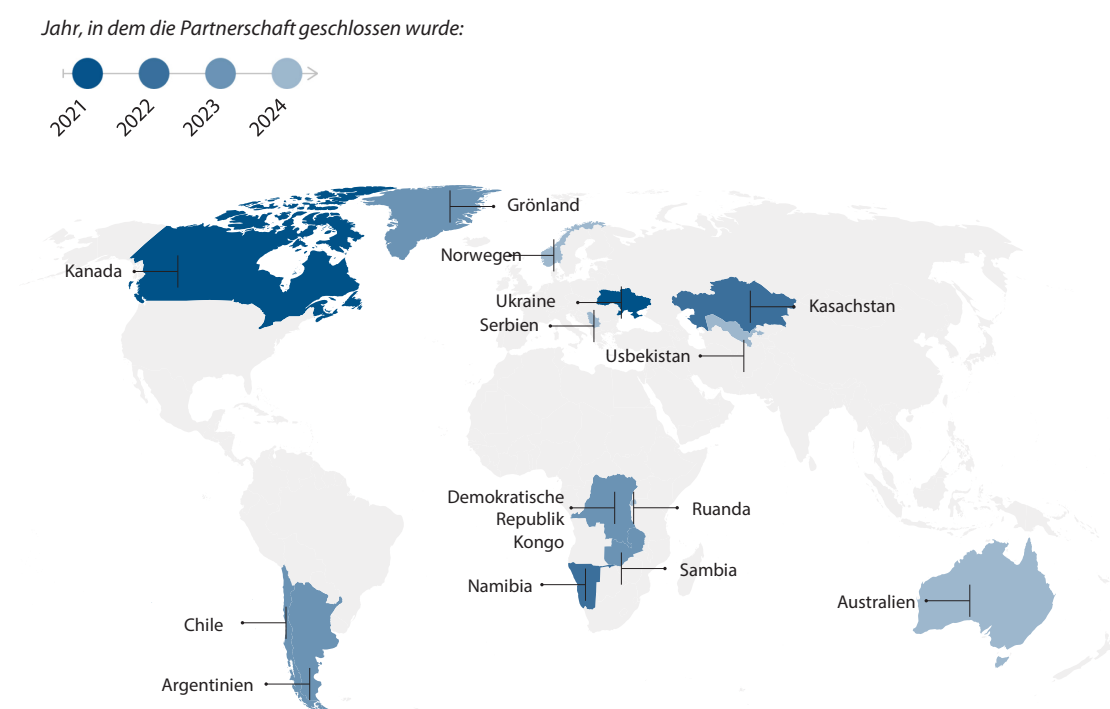 Jahr, in dem die Partnerschaft geschlossen wurde:
2021
2022
2023
2024
Grönland
Norwegen
Kanada
Ukraine
Kasachstan
Serbien
Usbekistan
Demokratische
Republik
Kongo
Ruanda
Sambia
Namibia
Australien
Chile
Argentinien